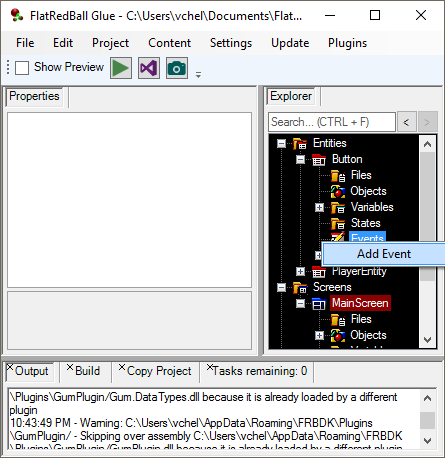 FlatRedBall Glue - C:\Users\vchel\Documents\Flat...
File Edit Project Content Settings Update Plugins
Show Preview
Properties
Explorer
Search... (CTRL + F)
< >
Entities
Button
Files
Objects
Variables
States
Events
Add Event
PlayerEntity
Screens
MainScreen
Files
Objects
Output Build Copy Project Tasks remaining: 0
\Plugins\GumPlugin/Gum.DataTypes.dll because it is already loaded by a different
plugin
10:43:49 PM - Warning: C:\Users\vchel\AppData\Roaming\FRBDK\Plugins
\GumPlugin/ - Skipping over assembly C:\Users\vchel\AppData\Roaming\FRBDK
\Plugins\GumPlugin/GumPlugin.dll because it is already loaded by a different plugin